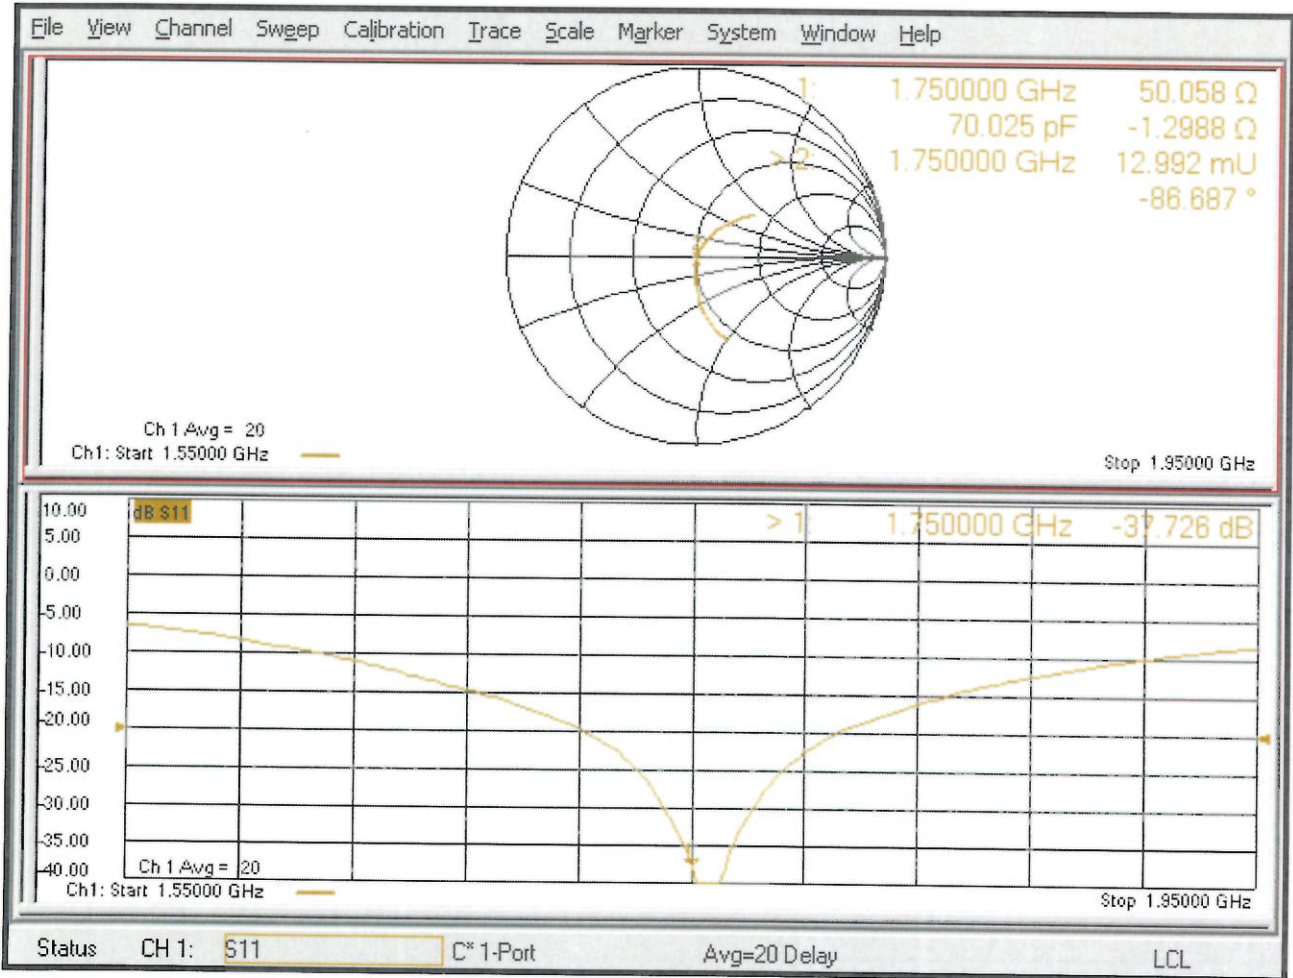 File View Channel Sweep Calibration Trace Scale Marker System Window Help
1: 1.750000 GHz 50.058 Ω
70.025 pF -1.2988 Ω
> 2: 1.750000 GHz 12.992 mU
-86.687 °
Ch 1 Avg = 20
Ch1: Start 1.55000 GHz
Stop 1.95000 GHz
10.00
dB S11
> 1: 1.750000 GHz -37.726 dB
5.00
0.00
-5.00
-10.00
-15.00
-20.00
-25.00
-30.00
-35.00
-40.00
Ch 1 Avg = 20
Ch1: Start 1.55000 GHz
Stop 1.95000 GHz
Status CH 1: S11 C* 1-Port Avg=20 Delay LCL